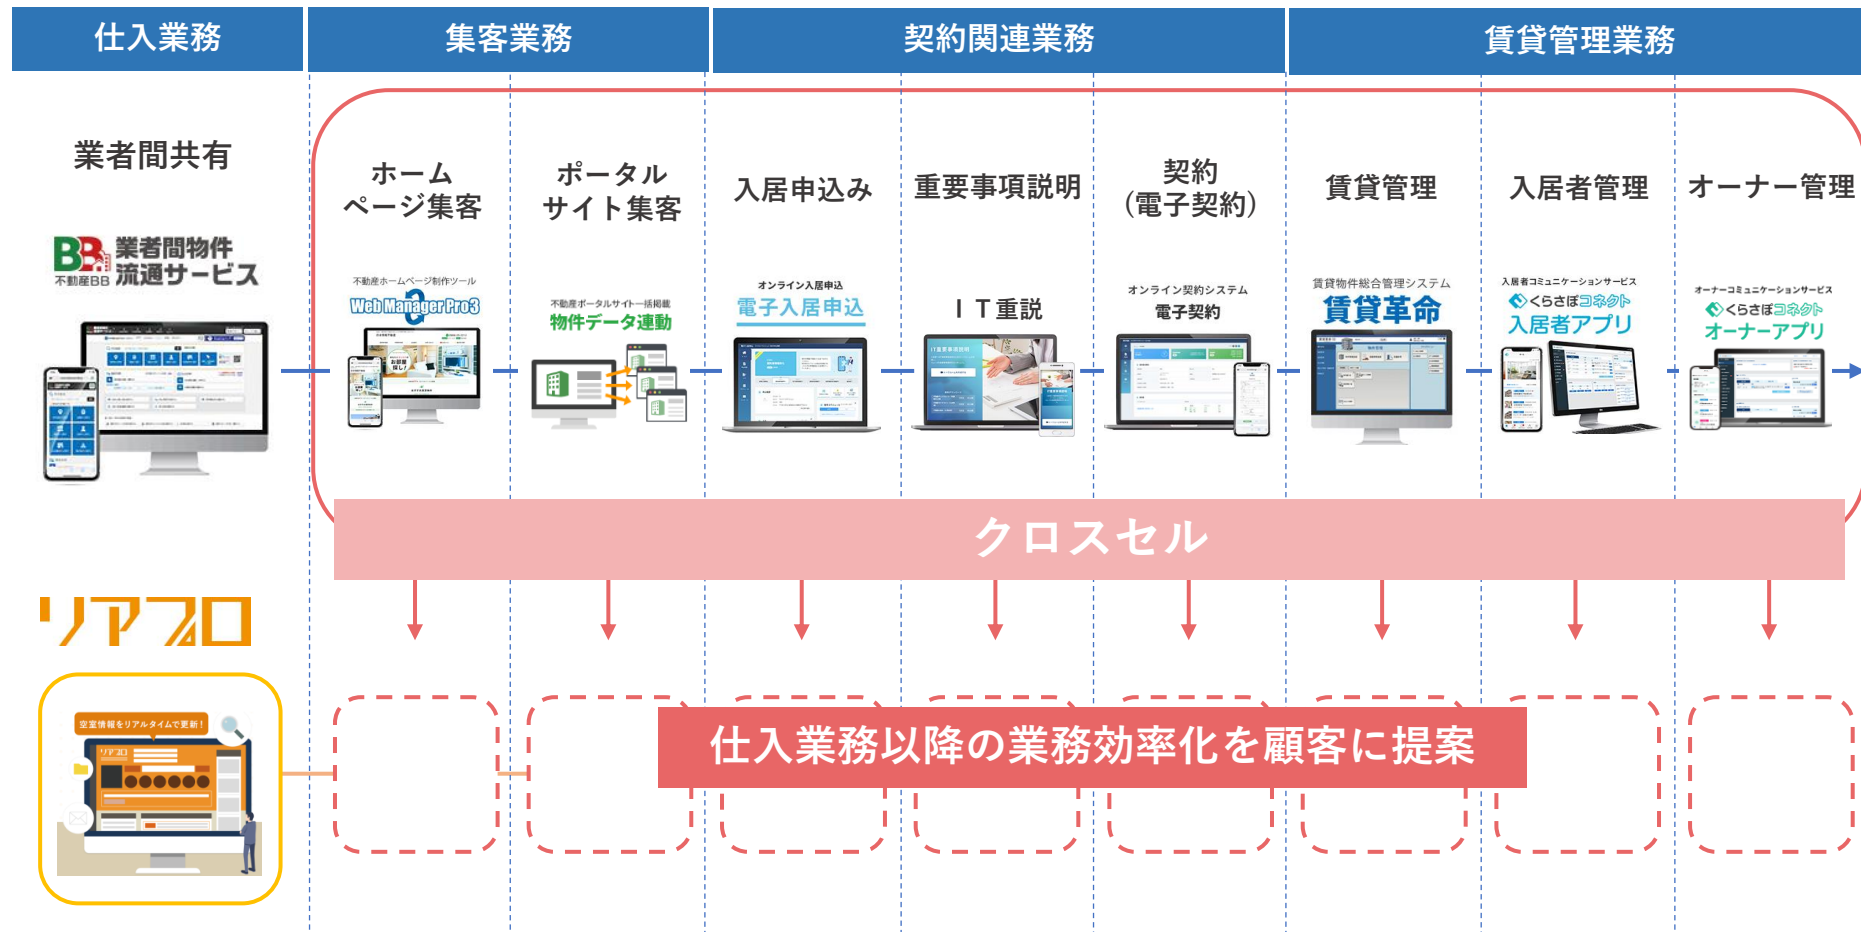 仕入業務
集客業務
契約関連業務
賃貸管理業務
業者間共有
ホーム
ページ集客
ポータル
サイト集客
入居申込み
重要事項説明
契約
(電子契約)
賃貸管理
入居者管理
オーナー管理
BB 業者間物件
不動産BB 流通サービス
不動産ホームページ制作ツール
Web Manager Pro3
不動産ポータルサイト一括掲載
物件データ連動
オンライン入居申込
電子入居申込
IT重説
オンライン契約システム
電子契約
賃貸物件総合管理システム
賃貸革命
入居者コミュニケーションサービス
くらさぽコネクト
入居者アプリ
オーナーコミュニケーションサービス
くらさぽコネクト
オーナーアプリ
クロスセル
リアプロ
空室情報をリアルタイムで更新！
リアプロ
仕入業務以降の業務効率化を顧客に提案